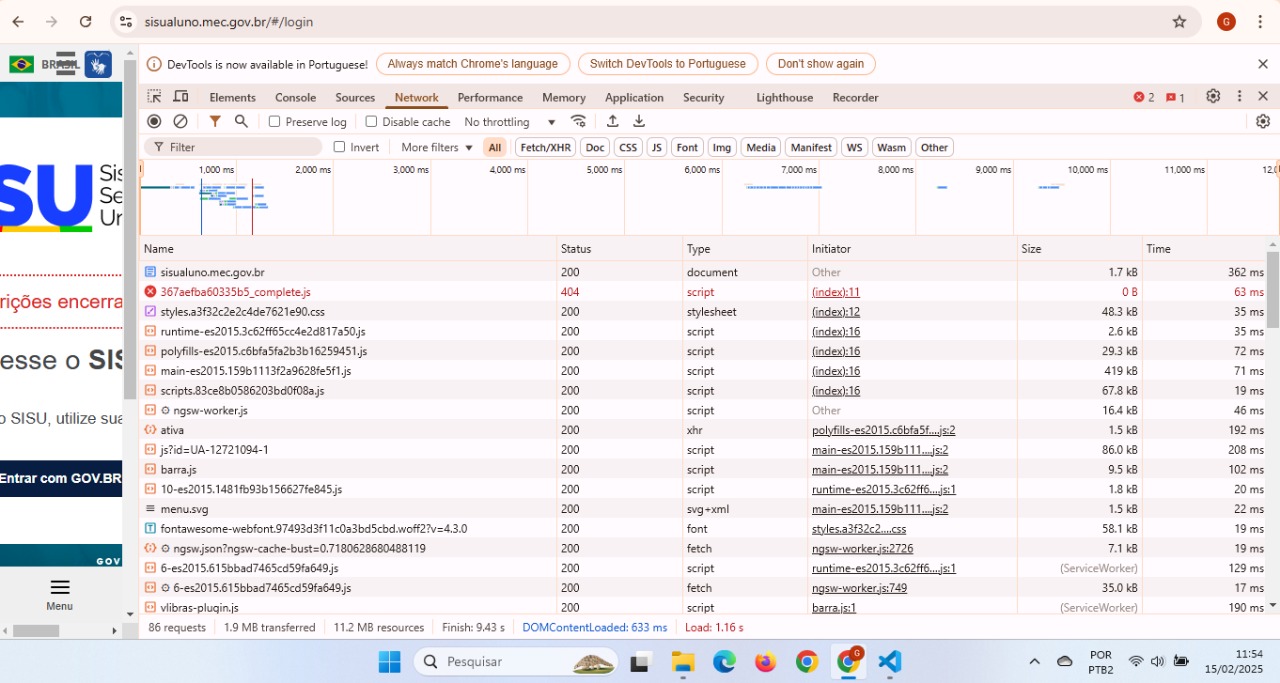 sisualuno.mec.gov.br/#/login
G
BRASIL
DevTools is now available in Portuguese! Always match Chrome's language Switch DevTools to Portuguese Don't show again
Elements Console Sources Network Performance Memory Application Security Lighthouse Recorder 2 1
Preserve log Disable cache No throttling
Filter Invert More filters All Fetch/XHR Doc CSS JS Font Img Media Manifest WS Wasm Other
1,000 ms 2,000 ms 3,000 ms 4,000 ms 5,000 ms 6,000 ms 7,000 ms 8,000 ms 9,000 ms 10,000 ms 11,000 ms 12,0
SU Sis
Se
Un
rições encerra
esse o SIS
o SISU, utilize sua
Entrar com GOV.BR
GOV
Menu
Name Status Type Initiator Size Time
sisualuno.mec.gov.br 200 document Other 1.7 kB 362 ms
367aefba60335b5_complete.js 404 script (index):11 0 B 63 ms
styles.a3f32c2e2c4de7621e90.css 200 stylesheet (index):12 48.3 kB 35 ms
runtime-es2015.3c62ff65cc4e2d817a50.js 200 script (index):16 2.6 kB 35 ms
polyfills-es2015.c6bfa5fa2b3b16259451.js 200 script (index):16 29.3 kB 72 ms
main-es2015.159b1113f2a9628fe5f1.js 200 script (index):16 419 kB 71 ms
scripts.83ce8b0586203bd0f08a.js 200 script (index):16 67.8 kB 19 ms
ngsw-worker.js 200 script Other 16.4 kB 46 ms
ativa 200 xhr polyfills-es2015.c6bfa5f....js:2 1.5 kB 192 ms
js?id=UA-12721094-1 200 script main-es2015.159b111....js:2 86.0 kB 208 ms
barra.js 200 script main-es2015.159b111....js:2 9.5 kB 102 ms
10-es2015.1481fb93b156627fe845.js 200 script runtime-es2015.3c62ff6....js:1 1.8 kB 20 ms
menu.svg 200 svg+xml main-es2015.159b111....js:2 1.5 kB 22 ms
fontawesome-webfont.97493d3f11c0a3bd5cbd.woff2?v=4.3.0 200 font styles.a3f32c2....css 58.1 kB 19 ms
ngsw.json?ngsw-cache-bust=0.7180628680488119 200 fetch ngsw-worker.js:2726 7.1 kB 19 ms
6-es2015.615bbad7465cd59fa649.js 200 script runtime-es2015.3c62ff6....js:1 (ServiceWorker) 129 ms
6-es2015.615bbad7465cd59fa649.js 200 fetch ngsw-worker.js:749 35.0 kB 17 ms
vlibras-plugin.js 200 script barra.js:1 (ServiceWorker) 190 ms
86 requests 1.9 MB transferred 11.2 MB resources Finish: 9.43 s DOMContentLoaded: 633 ms Load: 1.16 s
Pesquisar
G
POR
PTB2
11:54
15/02/2025